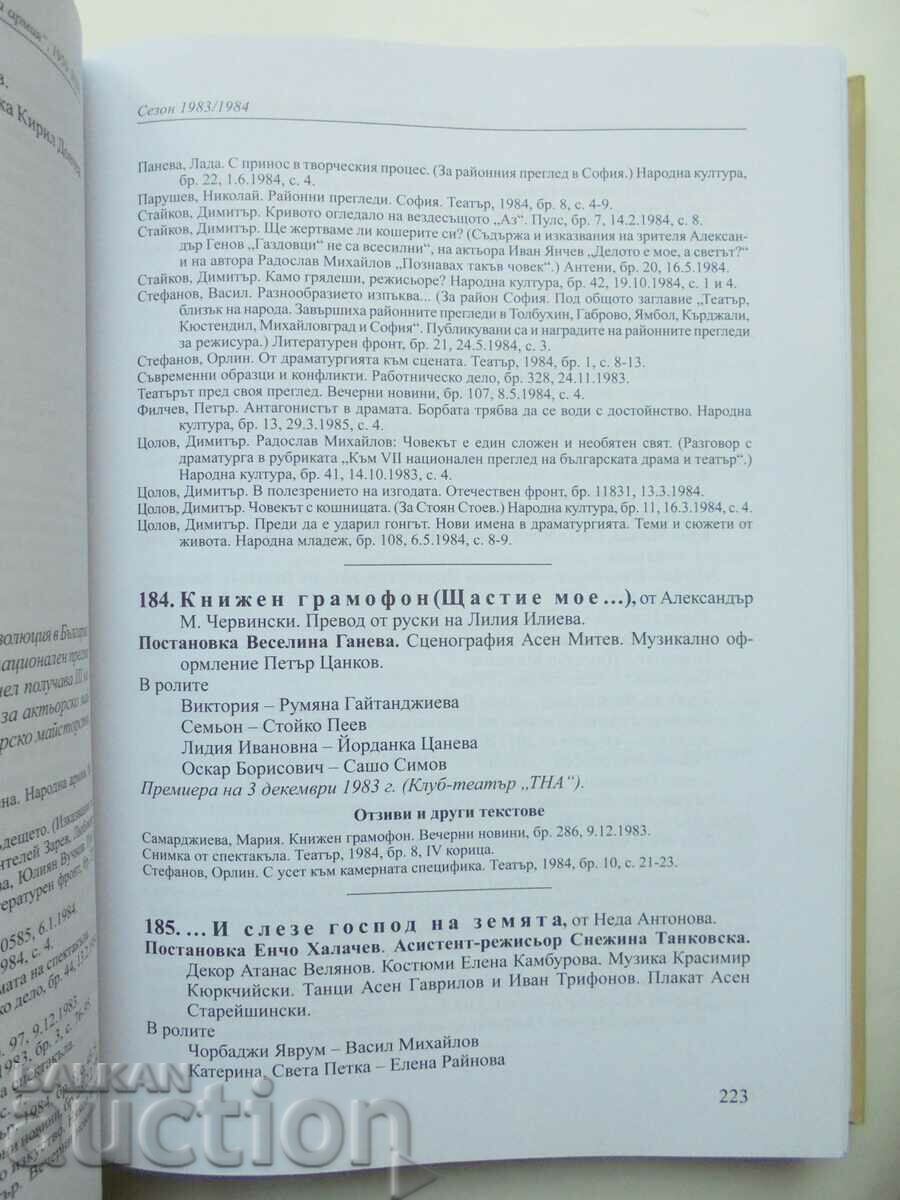 Сезон 1983/1984
Панева, Лада. С принос в творческия процес. (За районния преглед в София.) Народна култура,
бр. 22, 1.6.1984, с. 4.
Парушев, Николай. Районни прегледи. София. Театър, 1984, бр. 8, с. 4-9.
Стайков, Димитър. Кривото огледало на вездесъщото „Аз“. Пулс, бр. 7, 14.2.1984, с. 8.
Стайков, Димитър. Ще жертваме ли кошерите си? (Съдържа и изказвания на зрителя Алексан-
дър Генов „Газдовци“ не са всесилни“, на актьора Иван Янчев „Делото е мое, а светът?“
и на автора Радослав Михайлов „Познавах такъв човек“.) Антени, бр. 20, 16.5.1984.
Стайков, Димитър. Камо грядеши, режисьоре? Народна култура, бр. 42, 19.10.1984, с. 1 и 4.
Стефанов, Васил. Разнообразието изпъква... (За район София. Под общото заглавие „Театър,
близък на народа. Завършиха районните прегледи в Толбухин, Габрово, Ямбол, Кърджали,
Кюстендил, Михайловград и София“. Публикувани са и наградите на районните прегледи
за режисура.) Литературен фронт, бр. 21, 24.5.1984, с. 3.
Стефанов, Орлин. От драматургията към сцената. Театър, 1984, бр. 1, с. 8-13.
Съвременни образци и конфликти. Работническо дело, бр. 328, 24.11.1983.
Театърът пред своя преглед. Вечерни новини, бр. 107, 8.5.1984, с. 4.
Филчев, Петър. Антагонистът в драмата. Борбата трябва да се води с достойнство. Народна
култура, бр. 13, 29.3.1985, с. 4.
Цолов, Димитър. Радослав Михайлов: Човекът е един сложен и необятен свят. (Разговор с
драматурга в рубриката „Към VII национален преглед на българската драма и театър“.)
Народна култура, бр. 41, 14.10.1983, с. 4.
Цолов, Димитър. В полезрението на изгодата. Отечествен фронт, бр. 11831, 13.3.1984.
Цолов, Димитър. Човекът с кошницата. (За Стоян Стоев.) Народна култура, бр. 11, 16.3.1984, с. 4.
Цолов, Димитър. Преди да е ударил гонгът. Нови имена в драматургията. Теми и сюжети от
живота. Народна младеж, бр. 108, 6.5.1984, с. 8-9.
184. Книжен грамофон (Щастие мое...), от Александър
М. Червински. Превод от руски на Лилия Илиева.
Постановка Веселина Ганева. Сценография Асен Митев. Музикално оф-
ормление Петър Цанков.
В ролите
Виктория – Румяна Гайтанджиева
Семьон – Стойко Пеев
Лидия Ивановна – Йорданка Цанева
Оскар Борисович – Сашо Симов
Премиера на 3 декември 1983 г. (Клуб-театър „ТНА“).
Отзиви и други текстове
Самарджиева, Мария. Книжен грамофон. Вечерни новини, бр. 286, 9.12.1983.
Снимка от спектакъла. Театър, 1984, бр. 8, IV корица.
Стефанов, Орлин. С усет към камерната специфика. Театър, 1984, бр. 10, с. 21-23.
185. ...И слезе господ на земята, от Неда Антонова.
Постановка Енчо Халачев. Асистент-режисьор Снежина Танковска.
Декор Атанас Велянов. Костюми Елена Камбурова. Музика Красимир
Кюркчийски. Танци Асен Гаврилов и Иван Трифонов. Плакат Асен
Старейшински.
В ролите
Чорбаджи Яврум – Васил Михайлов
Катерина, Света Петка – Елена Райнова
223
BALKAN
auction